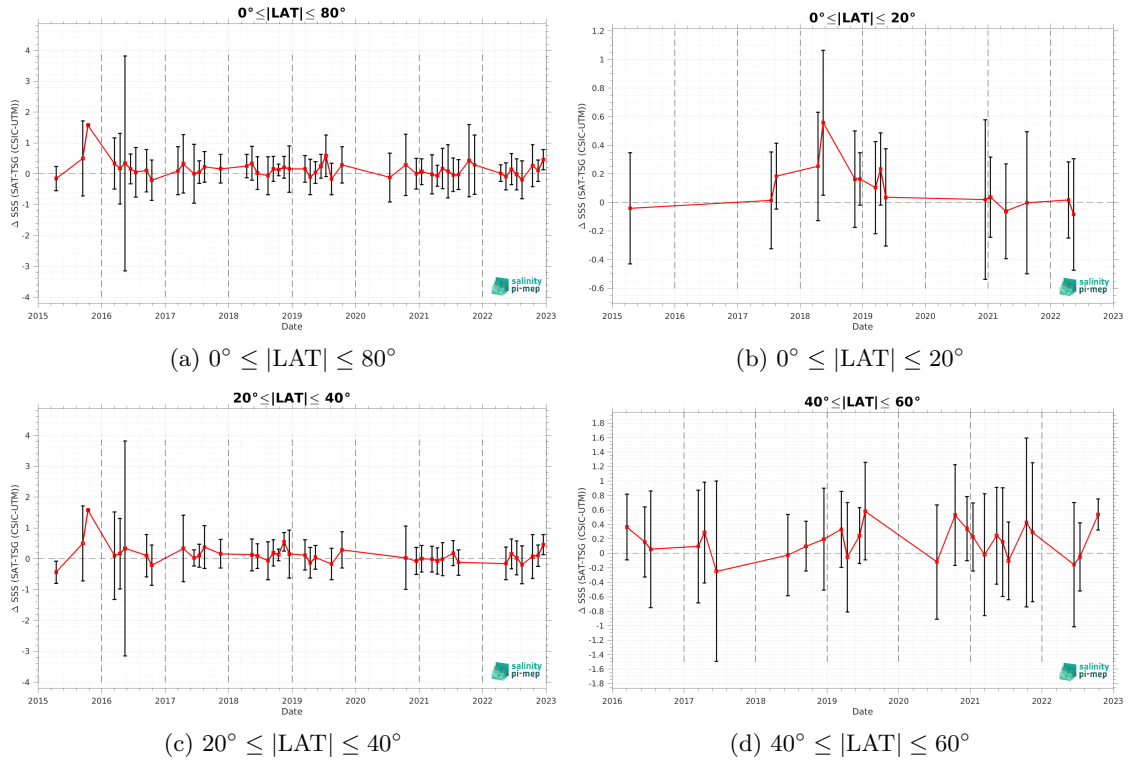 0°≤|LAT|≤ 80°
Δ SSS (SAT-TSG (CSIC-UTM))
4
3
2
1
0
-1
-2
-3
-4
2015 2016 2017 2018 2019 2020 2021 2022 2023
Date
salinity
pi-mep
(a) 0° ≤ |LAT| ≤ 80°
0°≤|LAT|≤ 20°
Δ SSS (SAT-TSG (CSIC-UTM))
1.2
1
0.8
0.6
0.4
0.2
0
-0.2
-0.4
-0.6
2015 2016 2017 2018 2019 2020 2021 2022 2023
Date
salinity
pi-mep
(b) 0° ≤ |LAT| ≤ 20°
20°≤|LAT|≤ 40°
Δ SSS (SAT-TSG (CSIC-UTM))
4
3
2
1
0
-1
-2
-3
-4
2015 2016 2017 2018 2019 2020 2021 2022 2023
Date
salinity
pi-mep
(c) 20° ≤ |LAT| ≤ 40°
40°≤|LAT|≤ 60°
Δ SSS (SAT-TSG (CSIC-UTM))
1.8
1.6
1.4
1.2
1
0.8
0.6
0.4
0.2
0
-0.2
-0.4
-0.6
-0.8
-1
-1.2
-1.4
-1.6
-1.8
2016 2017 2018 2019 2020 2021 2022 2023
Date
salinity
pi-mep
(d) 40° ≤ |LAT| ≤ 60°